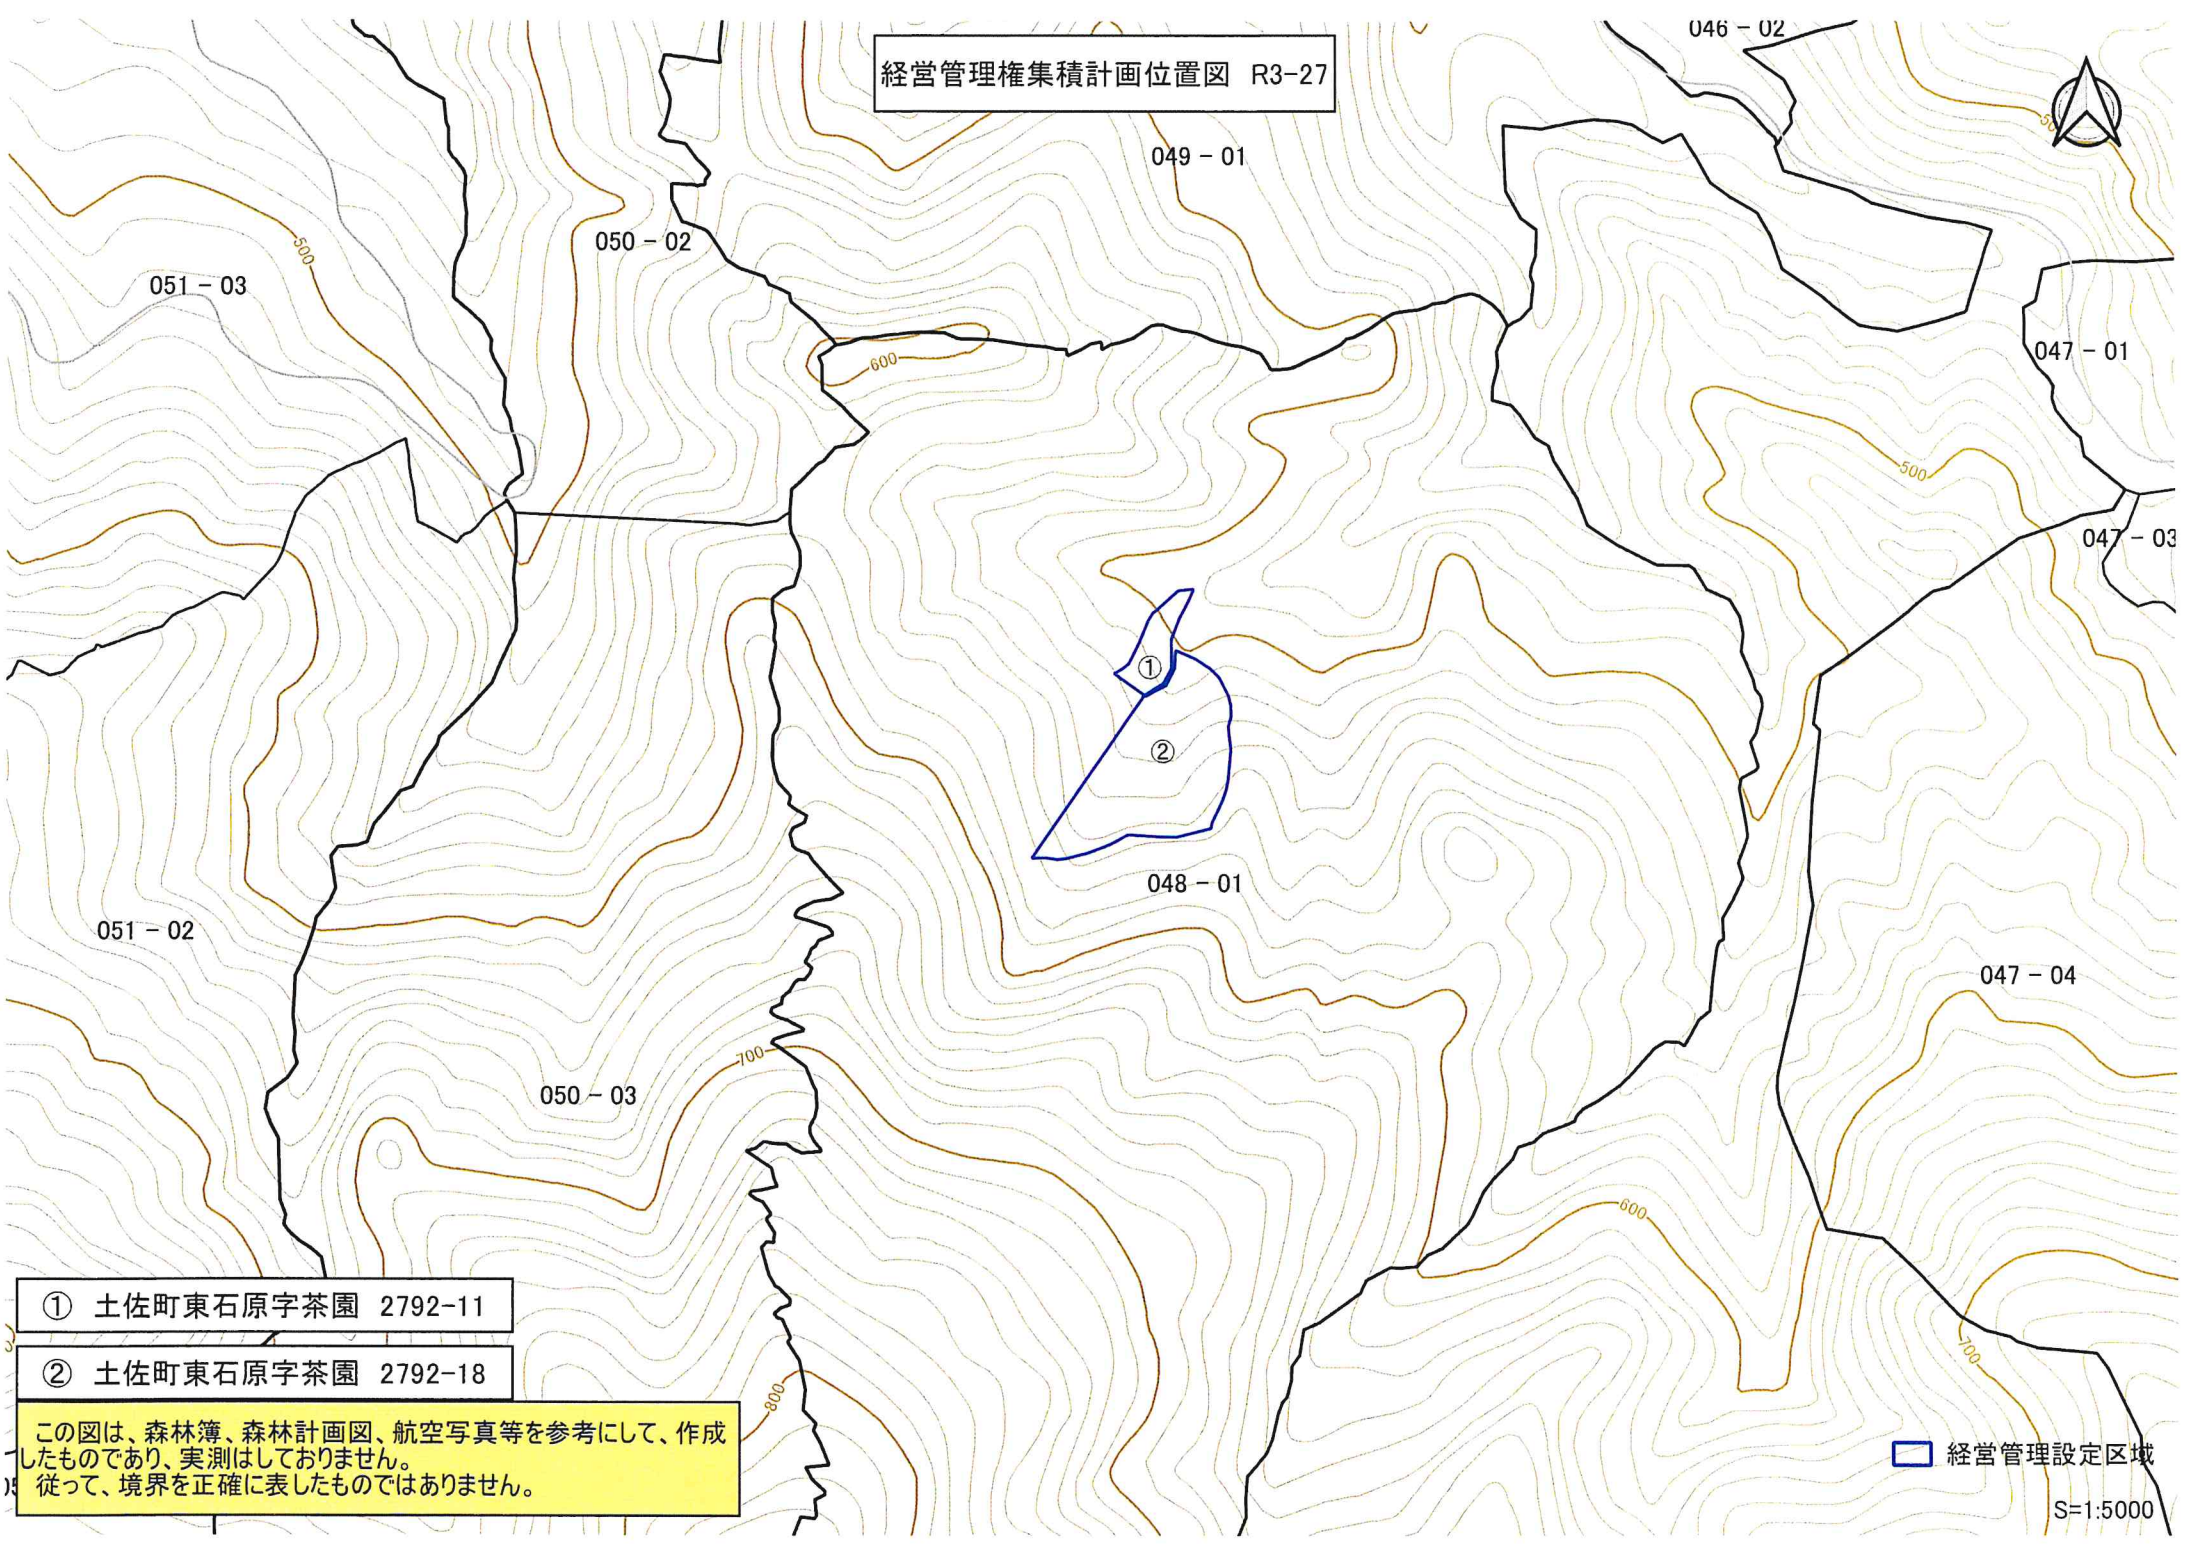 046 - 02
経営管理権集積計画位置図 R3-27
049 - 01
050 - 02
500
051 - 03
047 - 01
600
500
047 - 03
①
②
048 - 01
051 - 02
047 - 04
700
050 - 03
600
① 土佐町東石原字茶園 2792-11
700
② 土佐町東石原字茶園 2792-18
800
この図は、森林簿、森林計画図、航空写真等を参考にして、作成
したものであり、実測はしておりません。
従って、境界を正確に表したものではありません。
経営管理設定区域
S=1:5000